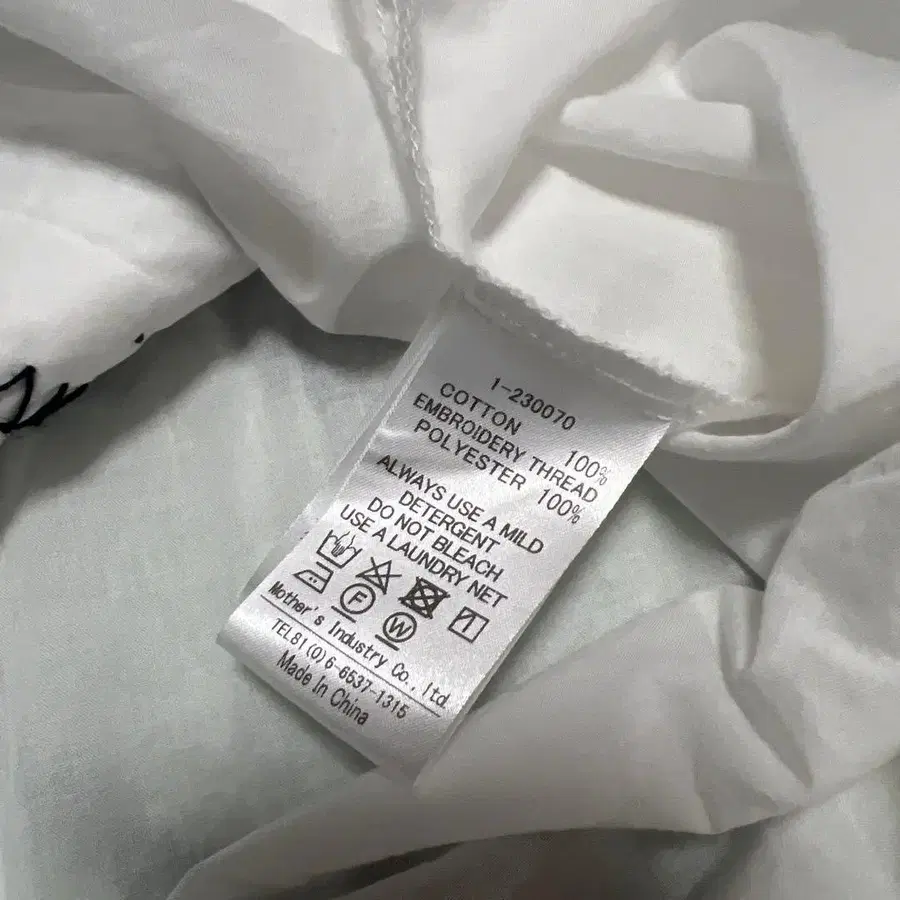 1-230070
COTTON 100%
EMBROIDERY THREAD
POLYESTER 100%
ALWAYS USE A MILD
DETERGENT
DO NOT BLEACH
USE A LAUNDRY NET
F
W
Mother's Industry Co., ltd.
TEL81(0)6-6537-1315
Made In China